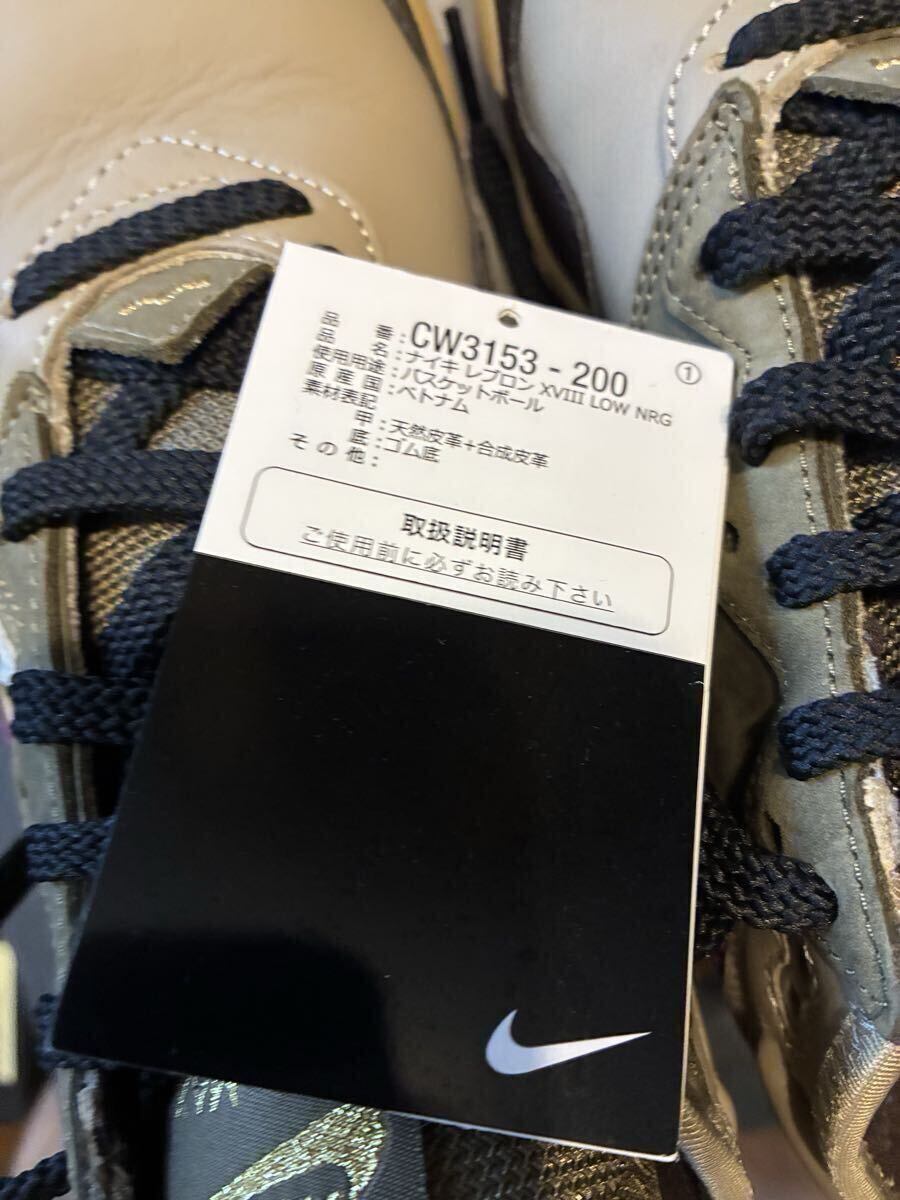 品番：CW3153-200 ①
品名：ナイキ レブロン XVIII LOW NRG
使用用途：バスケットボール
原産国：ベトナム
素材表記
甲：天然皮革+合成皮革
底：ゴム底
その他：
取扱説明書
ご使用前に必ずお読み下さい